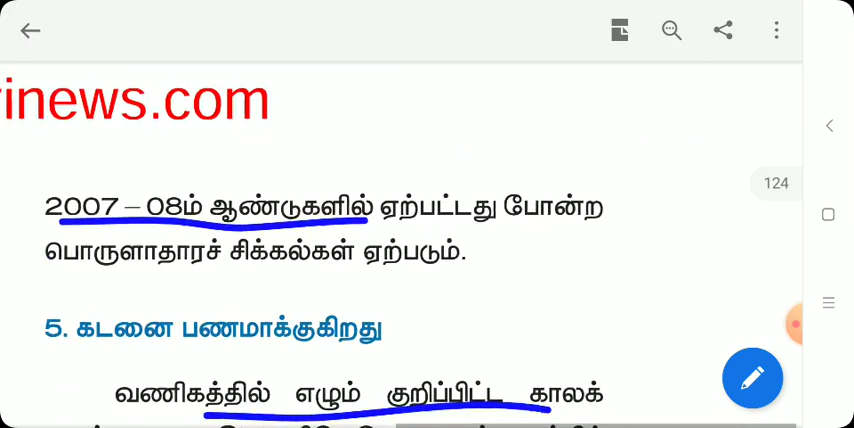 inews.com
124
2007 – 08ம் ஆண்டுகளில் ஏற்பட்டது போன்ற
பொருளாதாரச் சிக்கல்கள் ஏற்படும்.
5. கடனை பணமாக்குகிறது
வணிகத்தில் எழும் குறிப்பிட்ட காலக்